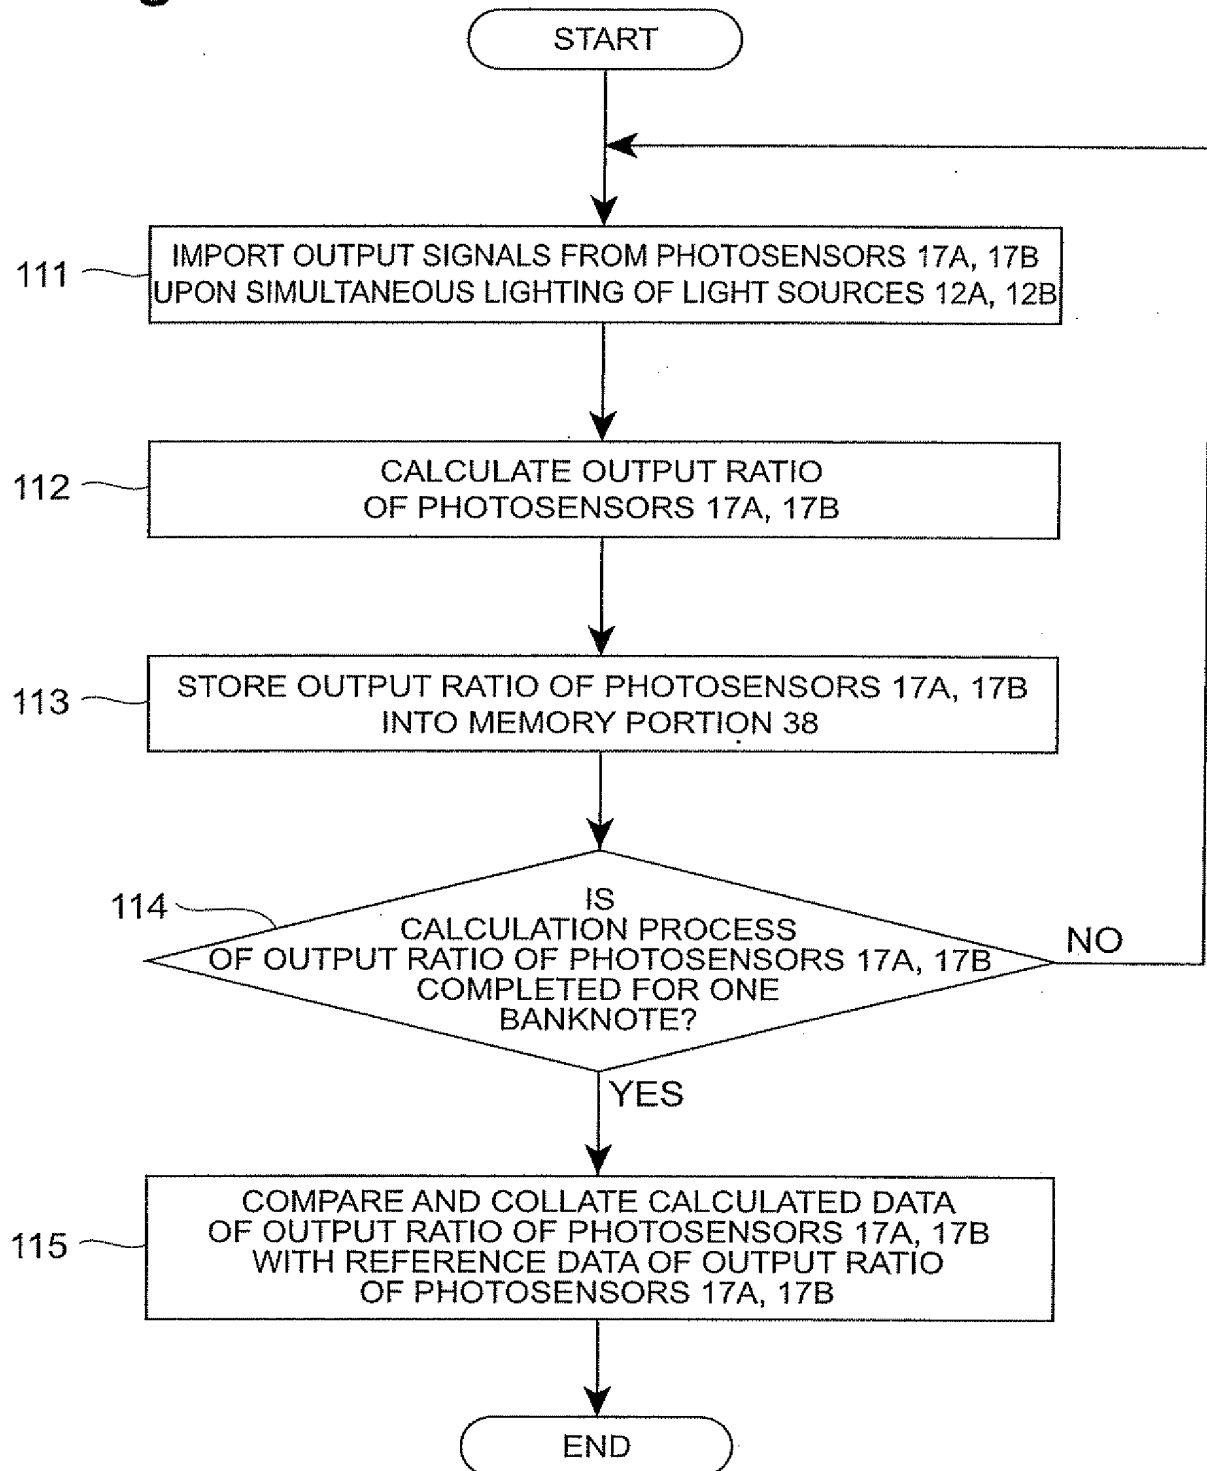 START
111
IMPORT OUTPUT SIGNALS FROM PHOTOSENSORS 17A, 17B
UPON SIMULTANEOUS LIGHTING OF LIGHT SOURCES 12A, 12B
112
CALCULATE OUTPUT RATIO
OF PHOTOSENSORS 17A, 17B
113
STORE OUTPUT RATIO OF PHOTOSENSORS 17A, 17B
INTO MEMORY PORTION 38
114
IS
CALCULATION PROCESS
OF OUTPUT RATIO OF PHOTOSENSORS 17A, 17B
COMPLETED FOR ONE
BANKNOTE?
NO
YES
115
COMPARE AND COLLATE CALCULATED DATA
OF OUTPUT RATIO OF PHOTOSENSORS 17A, 17B
WITH REFERENCE DATA OF OUTPUT RATIO
OF PHOTOSENSORS 17A, 17B
END